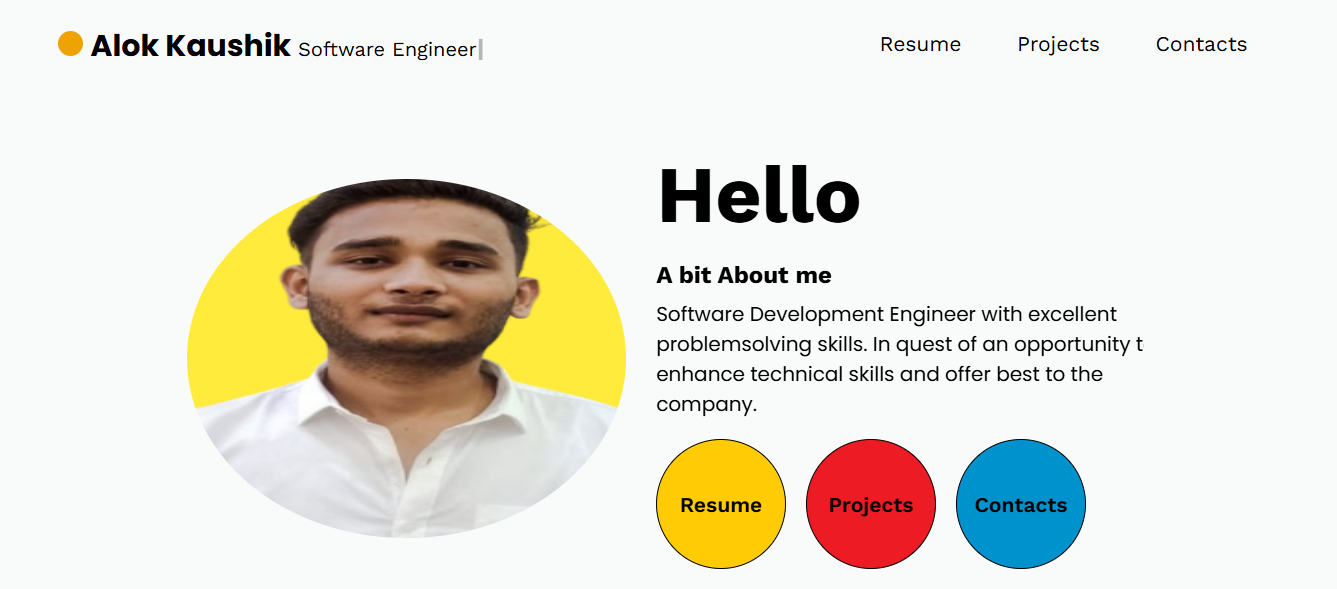 Alok Kaushik Software Engineer
Resume Projects Contacts
Hello
A bit About me
Software Development Engineer with excellent
problemsolving skills. In quest of an opportunity t
enhance technical skills and offer best to the
company.
Resume Projects Contacts